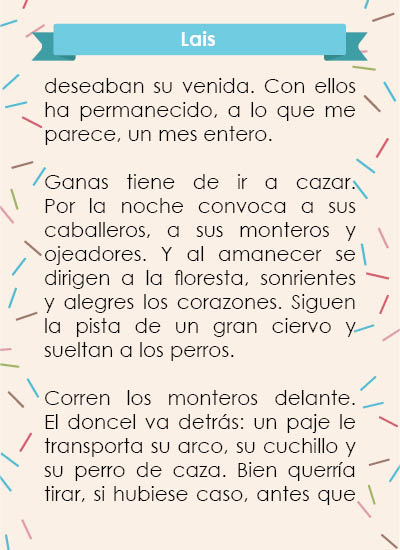 Lais
deseaban su venida. Con ellos
ha permanecido, a lo que me
parece, un mes entero.
Ganas tiene de ir a cazar.
Por la noche convoca a sus
caballeros, a sus monteros y
ojeadores. Y al amanecer se
dirigen a la floresta, sonrientes
y alegres los corazones. Siguen
la pista de un gran ciervo y
sueltan a los perros.
Corren los monteros delante.
El doncel va detrás: un paje le
transporta su arco, su cuchillo y
su perro de caza. Bien querría
tirar, si hubiese caso, antes que